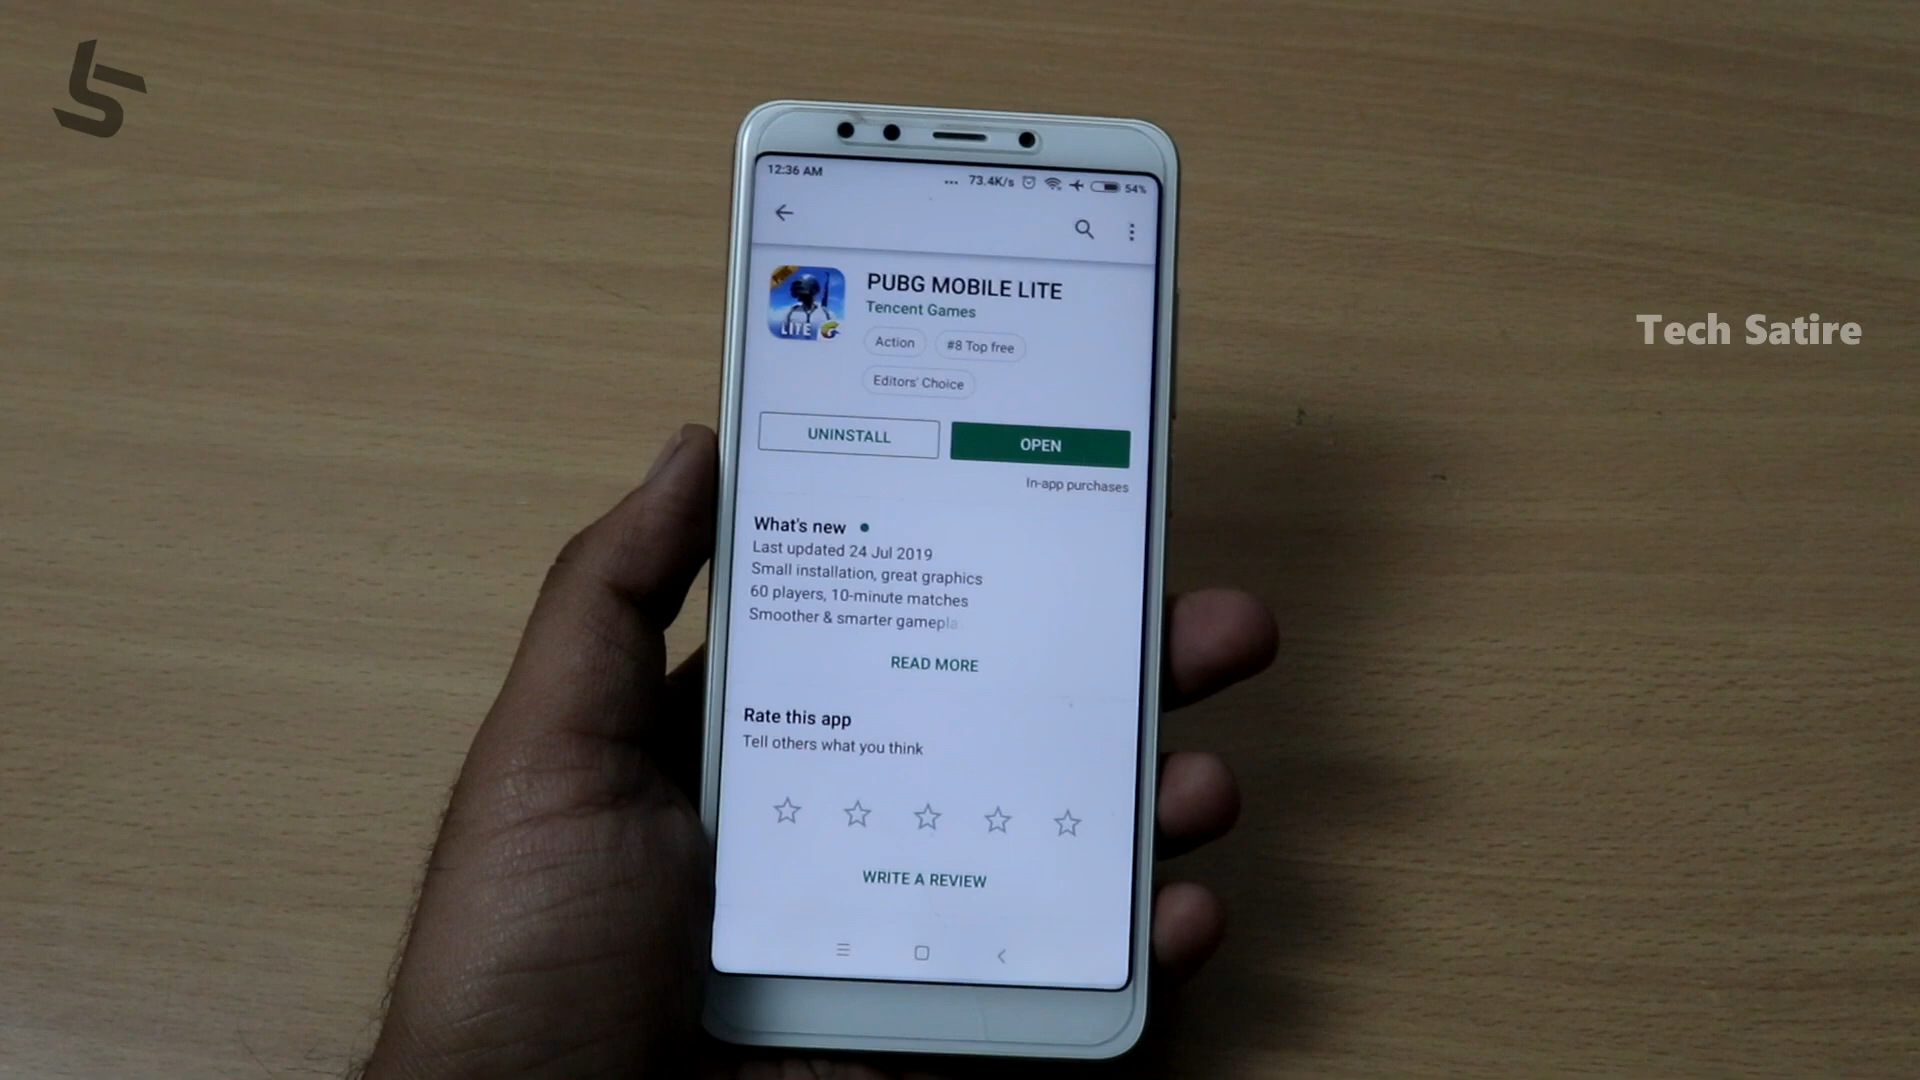 12:36 AM
... 73.4K/s 54%
PUBG MOBILE LITE
Tencent Games
LITE
Action
#8 Top free
Editors' Choice
UNINSTALL
OPEN
In-app purchases
What's new
Last updated 24 Jul 2019
Small installation, great graphics
60 players, 10-minute matches
Smoother & smarter gamepla
READ MORE
Rate this app
Tell others what you think
WRITE A REVIEW
Tech Satire